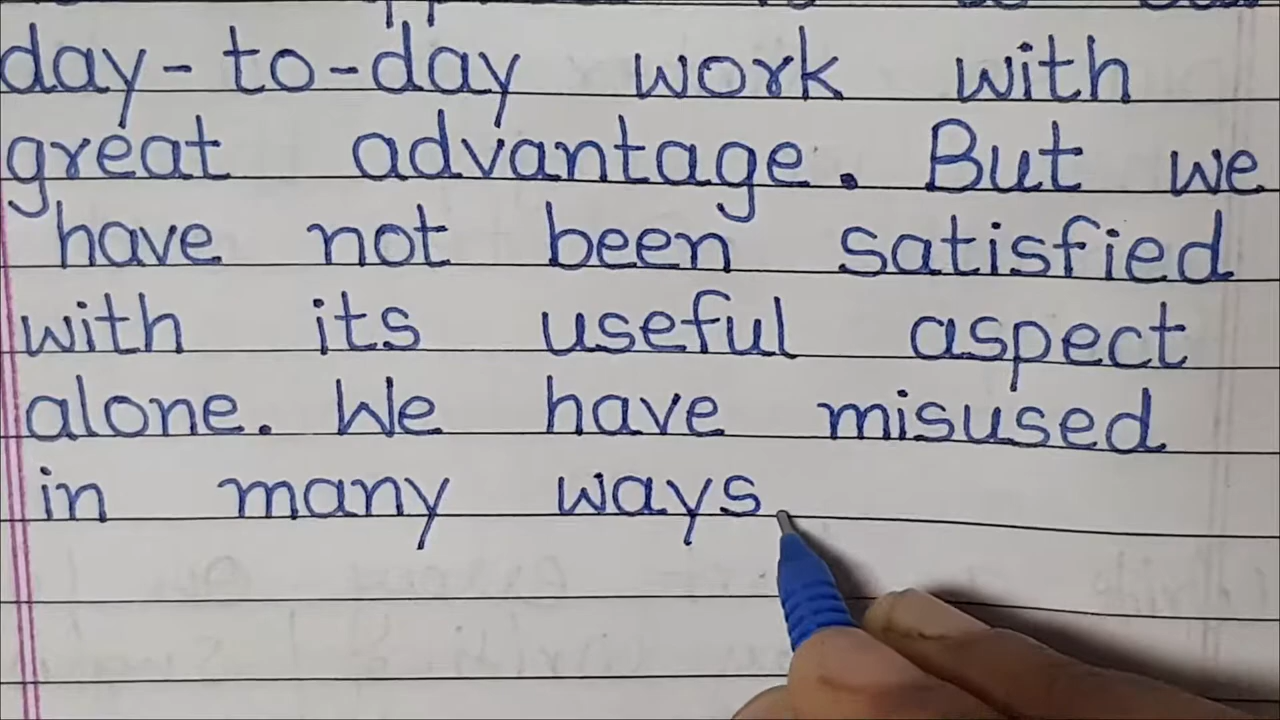 day-to-day work with
great advantage. But we
have not been satisfied
with its useful aspect
alone. We have misused
in many ways